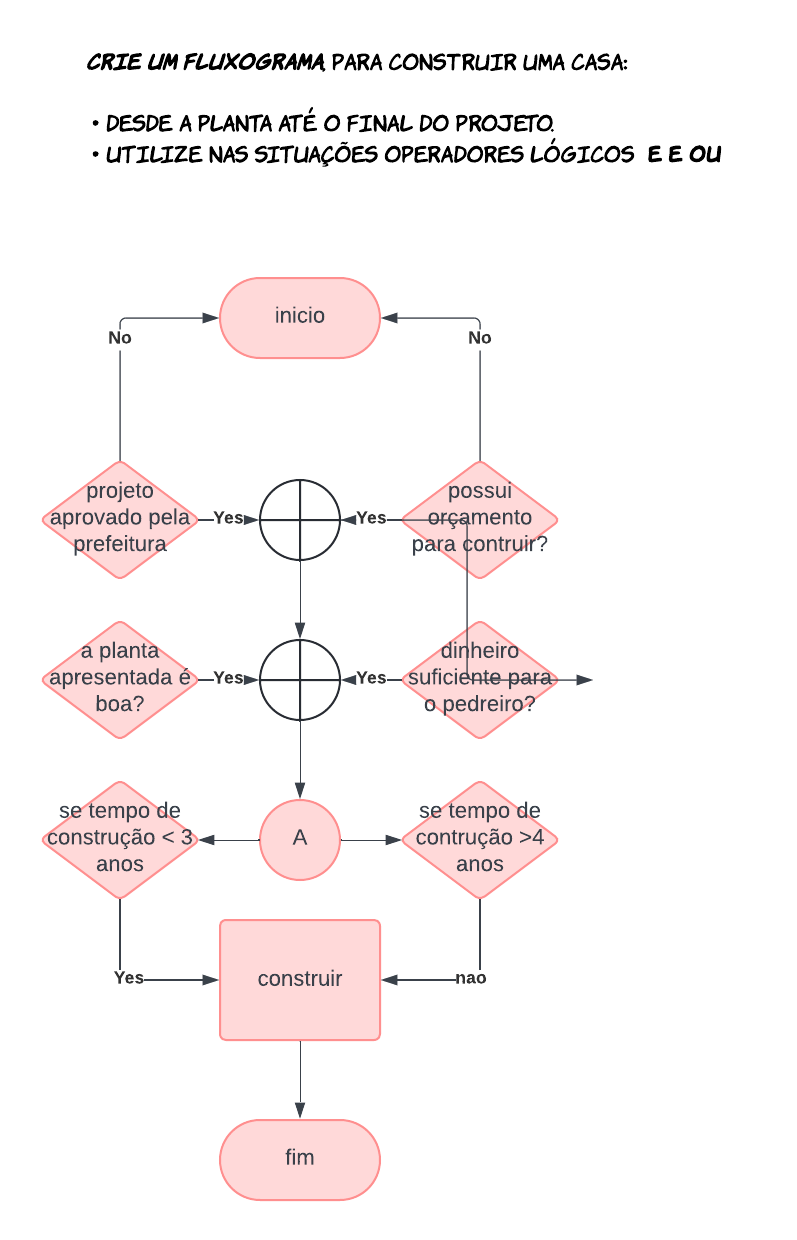 CRIE UM FLUXOGRAMA, PARA CONSTRUIR UMA CASA:
• DESDE A PLANTA ATÉ O FINAL DO PROJETO.
• UTILIZE NAS SITUAÇÕES OPERADORES LÓGICOS E E OU
inicio
No
No
projeto
aprovado pela
prefeitura
Yes
Yes
possui
orçamento
para contruir?
a planta
apresentada é
boa?
Yes
Yes
dinheiro
suficiente para
o pedreiro?
se tempo de
construção < 3
anos
A
se tempo de
contrução >4
anos
Yes
construir
nao
fim